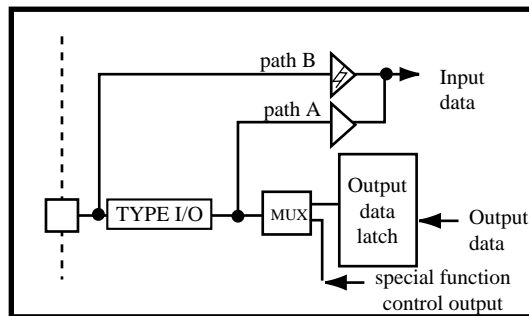 path B
Input
data
path A
TYPE I/O
MUX
Output
data
latch
Output
data
special function
control output